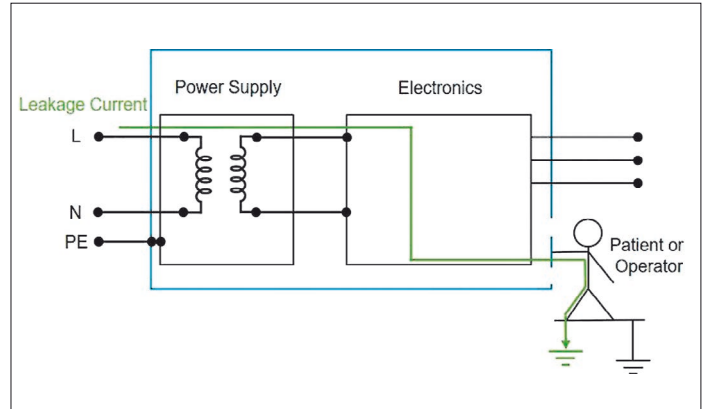 Power Supply
Electronics
Leakage Current
L
N
PE
Patient or
Operator